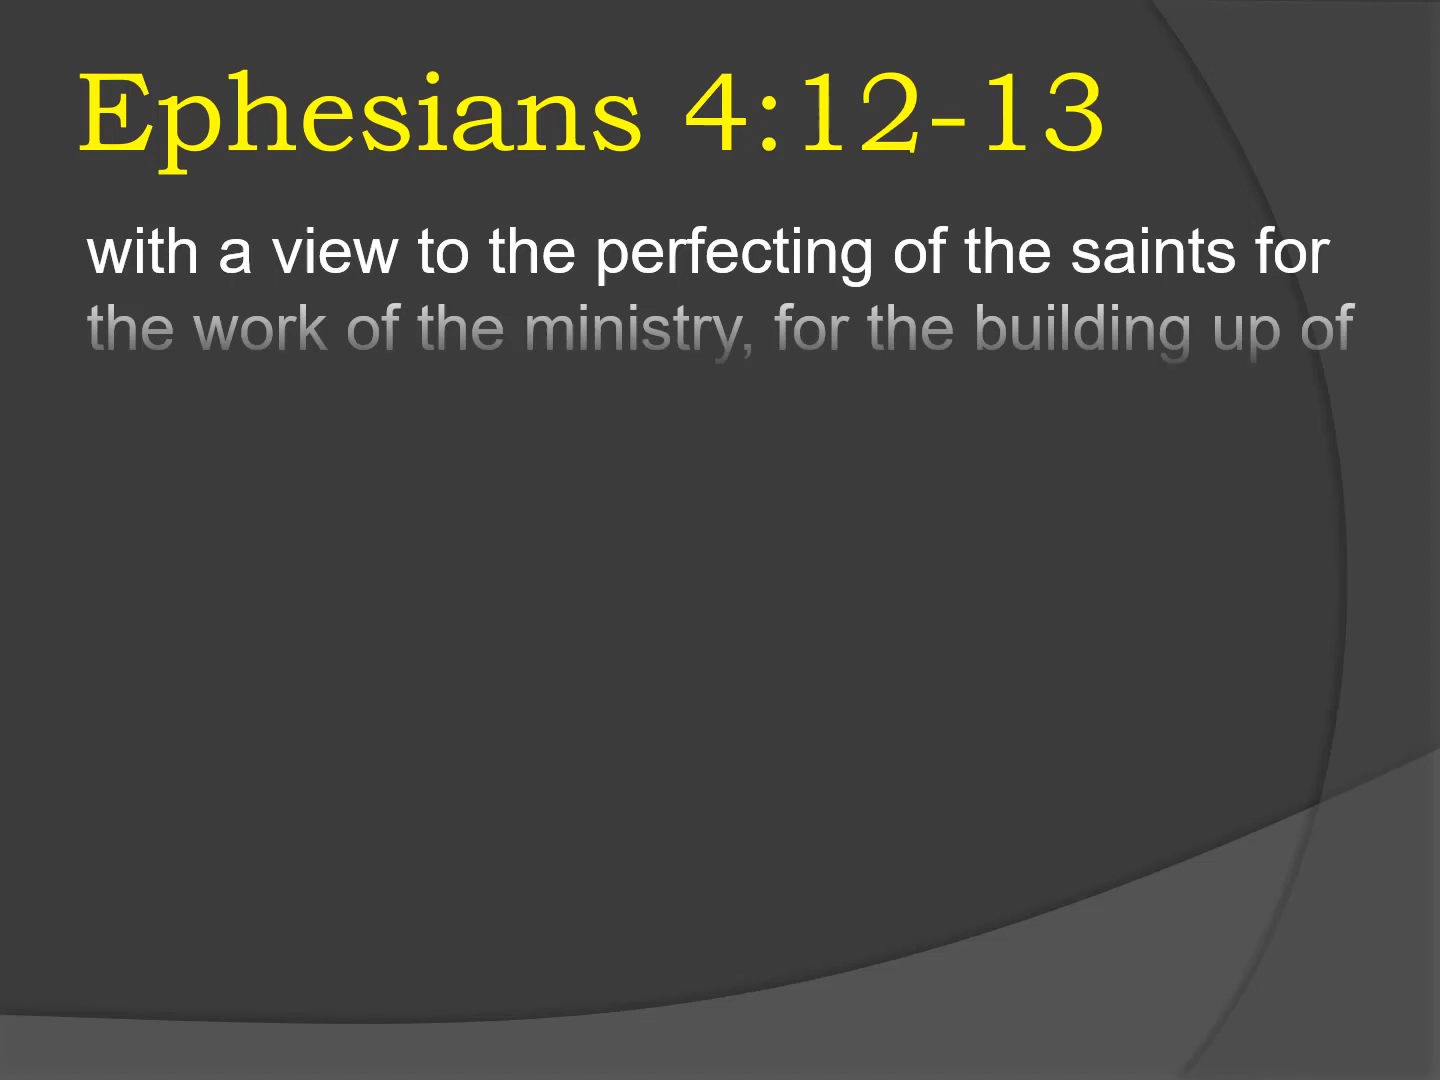 Ephesians 4:12-13
with a view to the perfecting of the saints for
the work of the ministry, for the building up of